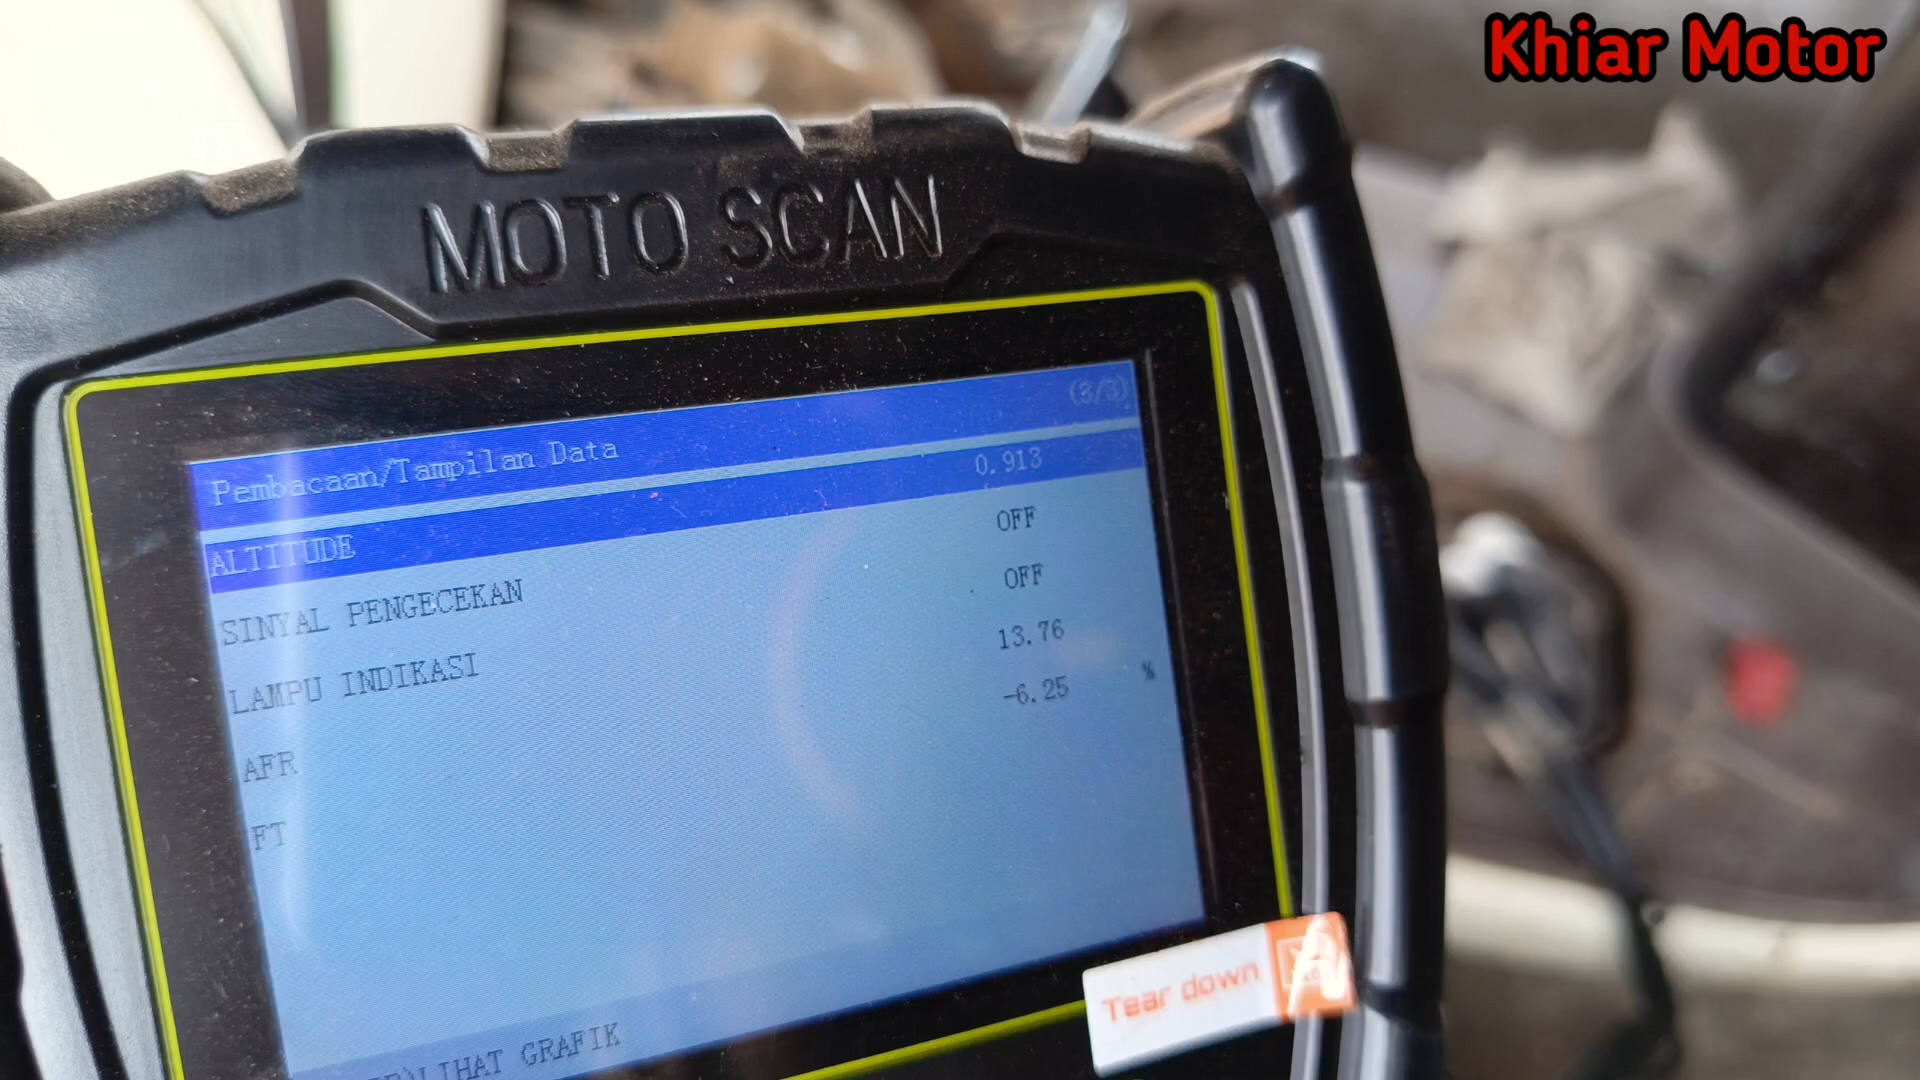 Khiar Motor
MOTO SCAN
Pembacaan/Tampilan Data (3/3)
ALTITUDE 0.913
SINYAL PENGECEKAN OFF
LAMPU INDIKASI OFF
AFR 13.76
FT -6.25 %
LIHAT GRAFIK
Tear down